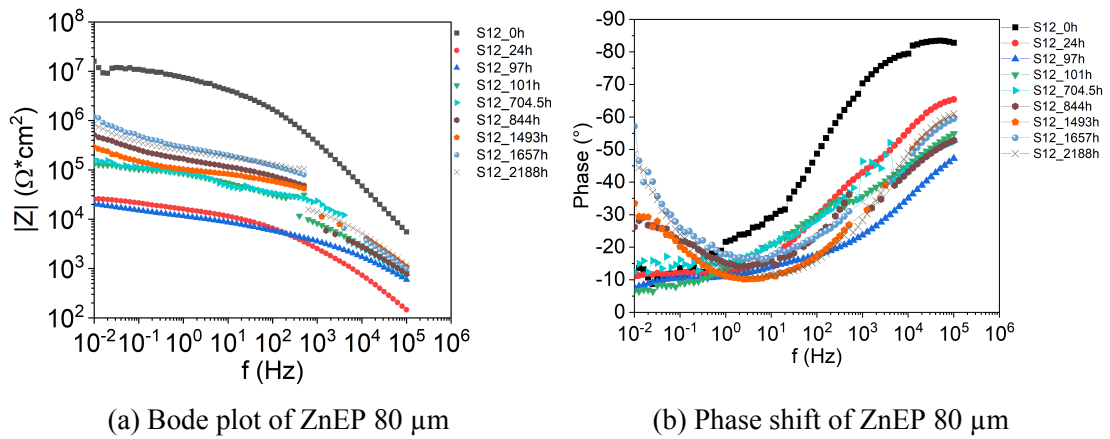 10⁸
10⁷
10⁶
10⁵
10⁴
10³
10²
|Z| (Ω*cm2)
10⁻² 10⁻¹ 10⁰ 10¹ 10² 10³ 10⁴ 10⁵ 10⁶
f (Hz)
S12_0h
S12_24h
S12_97h
S12_101h
S12_704.5h
S12_844h
S12_1493h
S12_1657h
S12_2188h
(a) Bode plot of ZnEP 80 µm
-90
-80
-70
-60
-50
-40
-30
-20
-10
0
Phase (°)
10⁻² 10⁻¹ 10⁰ 10¹ 10² 10³ 10⁴ 10⁵ 10⁶
f (Hz)
S12_0h
S12_24h
S12_97h
S12_101h
S12_704.5h
S12_844h
S12_1493h
S12_1657h
S12_2188h
(b) Phase shift of ZnEP 80 µm